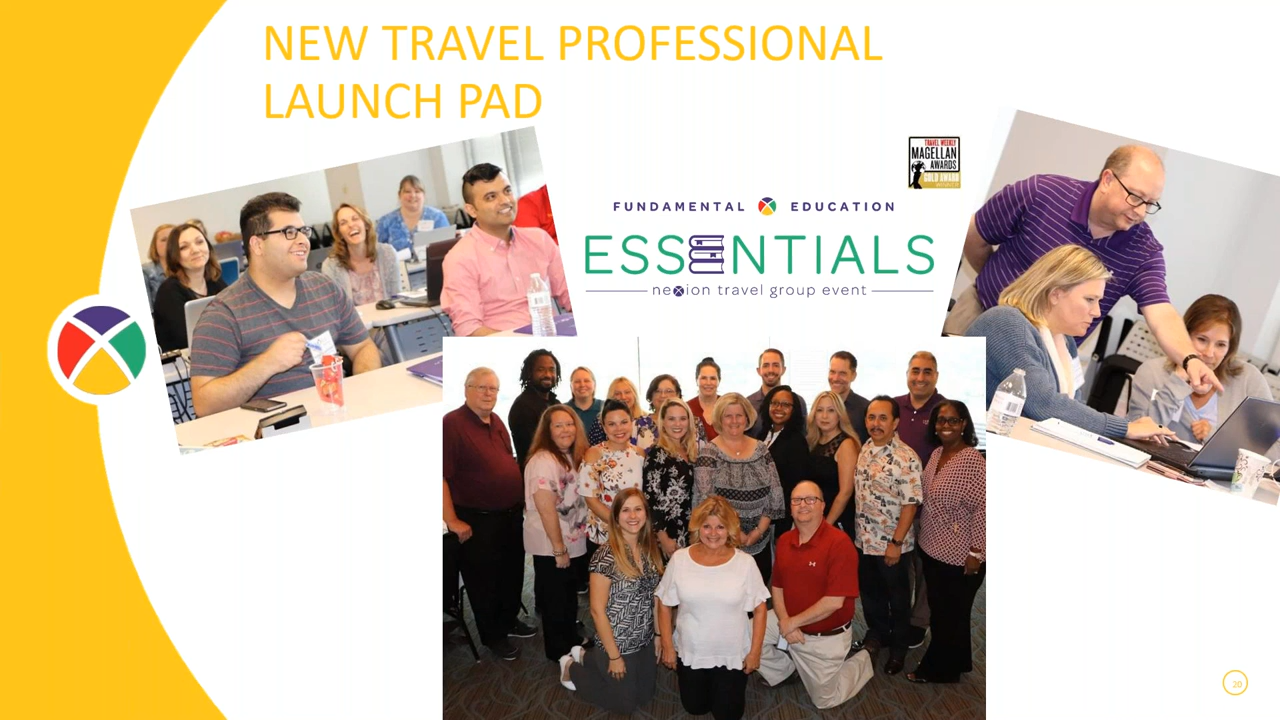 NEW TRAVEL PROFESSIONAL
LAUNCH PAD
TRAVEL WEEKLY
MAGELLAN
AWARDS
GOLD AWARD
FUNDAMENTAL EDUCATION
ESSENTIALS
nexion travel group event
20